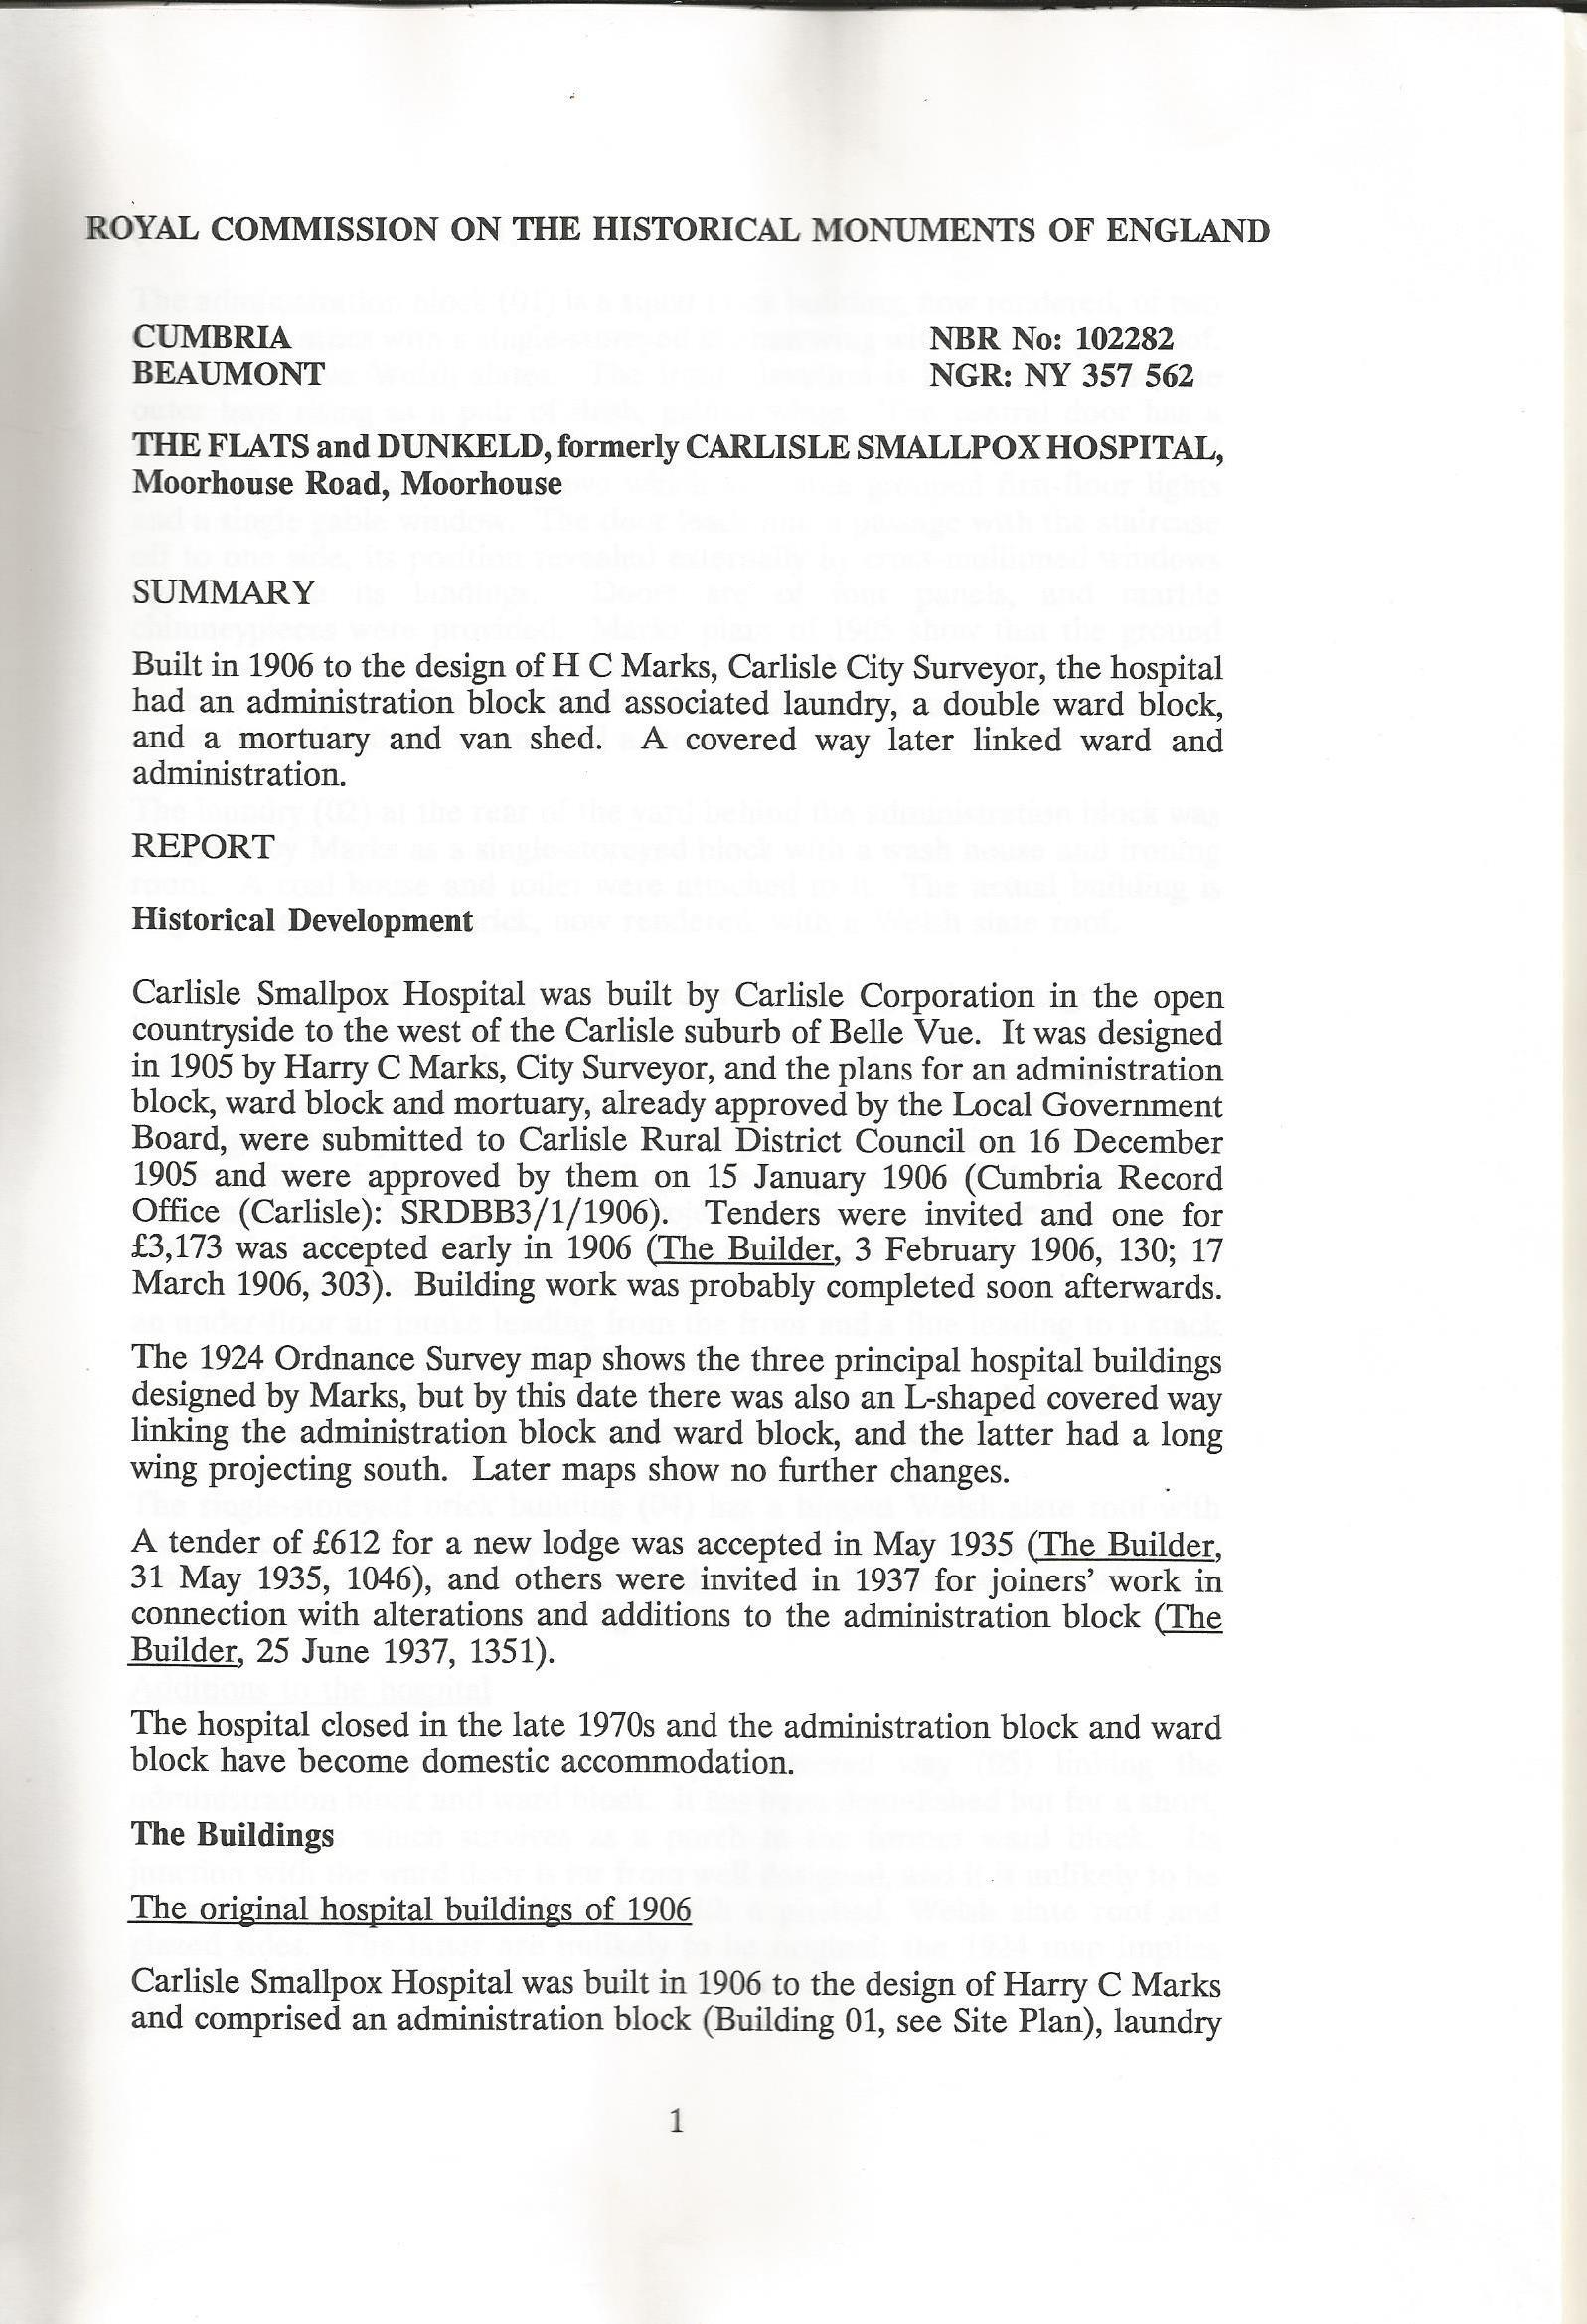 ROYAL COMMISSION ON THE HISTORICAL MONUMENTS OF ENGLAND
CUMBRIA NBR No: 102282
BEAUMONT NGR: NY 357 562
THE FLATS and DUNKELD, formerly CARLISLE SMALLPOX HOSPITAL,
Moorhouse Road, Moorhouse
SUMMARY
Built in 1906 to the design of H C Marks, Carlisle City Surveyor, the hospital
had an administration block and associated laundry, a double ward block,
and a mortuary and van shed. A covered way later linked ward and
administration.
REPORT
Historical Development
Carlisle Smallpox Hospital was built by Carlisle Corporation in the open
countryside to the west of the Carlisle suburb of Belle Vue. It was designed
in 1905 by Harry C Marks, City Surveyor, and the plans for an administration
block, ward block and mortuary, already approved by the Local Government
Board, were submitted to Carlisle Rural District Council on 16 December
1905 and were approved by them on 15 January 1906 (Cumbria Record
Office (Carlisle): SRDBB3/1/1906). Tenders were invited and one for
£3,173 was accepted early in 1906 (The Builder, 3 February 1906, 130; 17
March 1906, 303). Building work was probably completed soon afterwards.
The 1924 Ordnance Survey map shows the three principal hospital buildings
designed by Marks, but by this date there was also an L-shaped covered way
linking the administration block and ward block, and the latter had a long
wing projecting south. Later maps show no further changes.
A tender of £612 for a new lodge was accepted in May 1935 (The Builder,
31 May 1935, 1046), and others were invited in 1937 for joiners' work in
connection with alterations and additions to the administration block (The
Builder, 25 June 1937, 1351).
The hospital closed in the late 1970s and the administration block and ward
block have become domestic accommodation.
The Buildings
The original hospital buildings of 1906
Carlisle Smallpox Hospital was built in 1906 to the design of Harry C Marks
and comprised an administration block (Building 01, see Site Plan), laundry
1